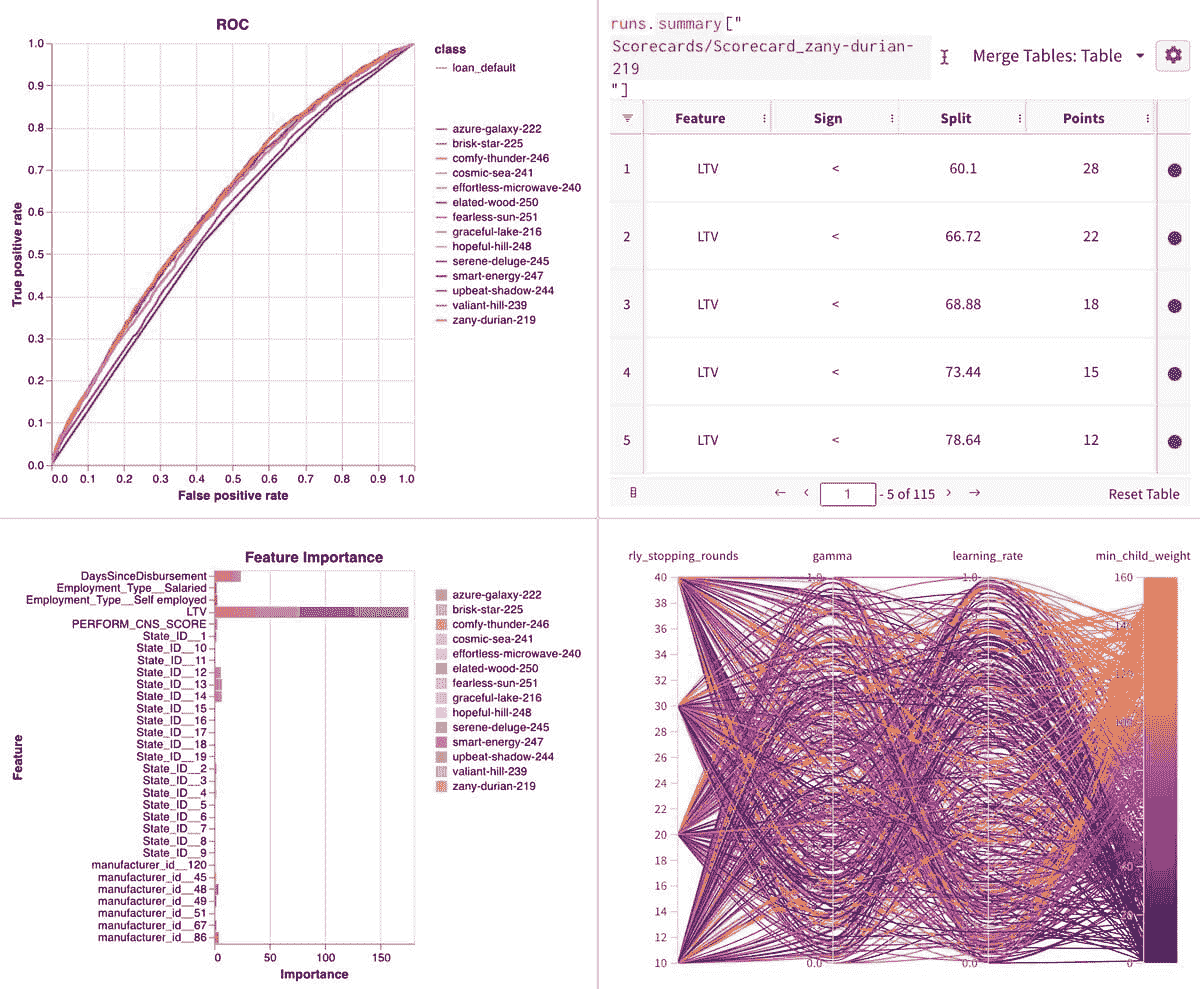 ROC
1.0
0.9
0.8
0.7
0.6
0.5
0.4
0.3
0.2
0.1
0.0
True positive rate
0.0 0.1 0.2 0.3 0.4 0.5 0.6 0.7 0.8 0.9 1.0
False positive rate
class
loan_default
azure-galaxy-222
brisk-star-225
comfy-thunder-246
cosmic-sea-241
effortless-microwave-240
elated-wood-250
fearless-sun-251
graceful-lake-216
hopeful-hill-248
serene-deluge-245
smart-energy-247
upbeat-shadow-244
valiant-hill-239
zany-durian-219
runs.summary["
Scorecards/Scorecard_zany-durian-
219
"]
Merge Tables: Table
Feature Sign Split Points
1 LTV < 60.1 28
2 LTV < 66.72 22
3 LTV < 68.88 18
4 LTV < 73.44 15
5 LTV < 78.64 12
1 - 5 of 115
Reset Table
Feature Importance
DaysSinceDisbursement
Employment_Type__Salaried
Employment_Type__Self employed
LTV
PERFORM_CNS_SCORE
State_ID__1
State_ID__10
State_ID__11
State_ID__12
State_ID__13
State_ID__14
State_ID__15
State_ID__16
State_ID__17
State_ID__18
State_ID__19
State_ID__2
State_ID__3
State_ID__4
State_ID__5
State_ID__6
State_ID__7
State_ID__8
State_ID__9
manufacturer_id__120
manufacturer_id__45
manufacturer_id__48
manufacturer_id__49
manufacturer_id__51
manufacturer_id__67
manufacturer_id__86
Feature
0 50 100 150
Importance
azure-galaxy-222
brisk-star-225
comfy-thunder-246
cosmic-sea-241
effortless-microwave-240
elated-wood-250
fearless-sun-251
graceful-lake-216
hopeful-hill-248
serene-deluge-245
smart-energy-247
upbeat-shadow-244
valiant-hill-239
zany-durian-219
rly_stopping_rounds gamma learning_rate min_child_weight
40 1.0 1.0 160
38
36
34
32
30
28
26
24
22
20
18
16
14
12
10 0.0 0.0 0